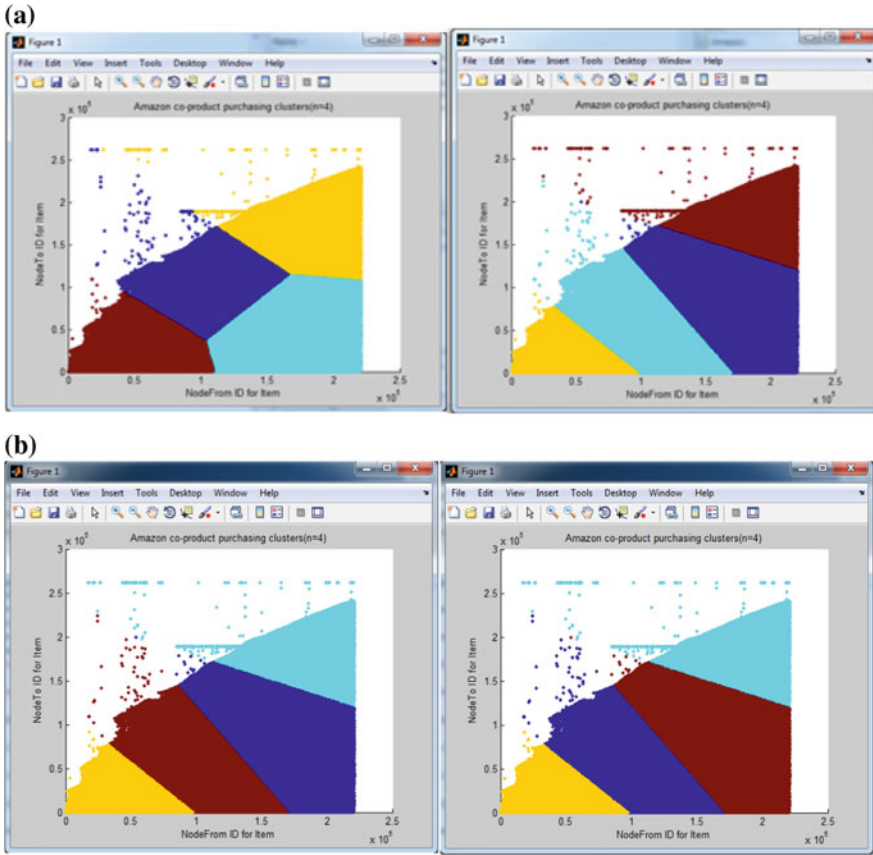 (a)
Figure 1
File Edit View Insert Tools Desktop Window Help
Amazon co-product purchasing clusters(n=4)
x 10^5
3
2.5
2
1.5
1
0.5
0
NodeTo ID for Item
0 0.5 1 1.5 2 2.5
NodeFrom ID for Item
x 10^5
Figure 1
File Edit View Insert Tools Desktop Window Help
Amazon co-product purchasing clusters(n=4)
x 10^5
3
2.5
2
1.5
1
0.5
0
NodeTo ID for Item
0 0.5 1 1.5 2 2.5
NodeFrom ID for Item
x 10^5
(b)
Figure 1
File Edit View Insert Tools Desktop Window Help
Amazon co-product purchasing clusters(n=4)
x 10^5
3
2.5
2
1.5
1
0.5
0
NodeTo ID for Item
0 0.5 1 1.5 2 2.5
NodeFrom ID for Item
x 10^5
Figure 1
File Edit View Insert Tools Desktop Window Help
Amazon co-product purchasing clusters(n=4)
x 10^5
3
2.5
2
1.5
1
0.5
0
NodeTo ID for Item
0 0.5 1 1.5 2 2.5
NodeFrom ID for Item
x 10^5